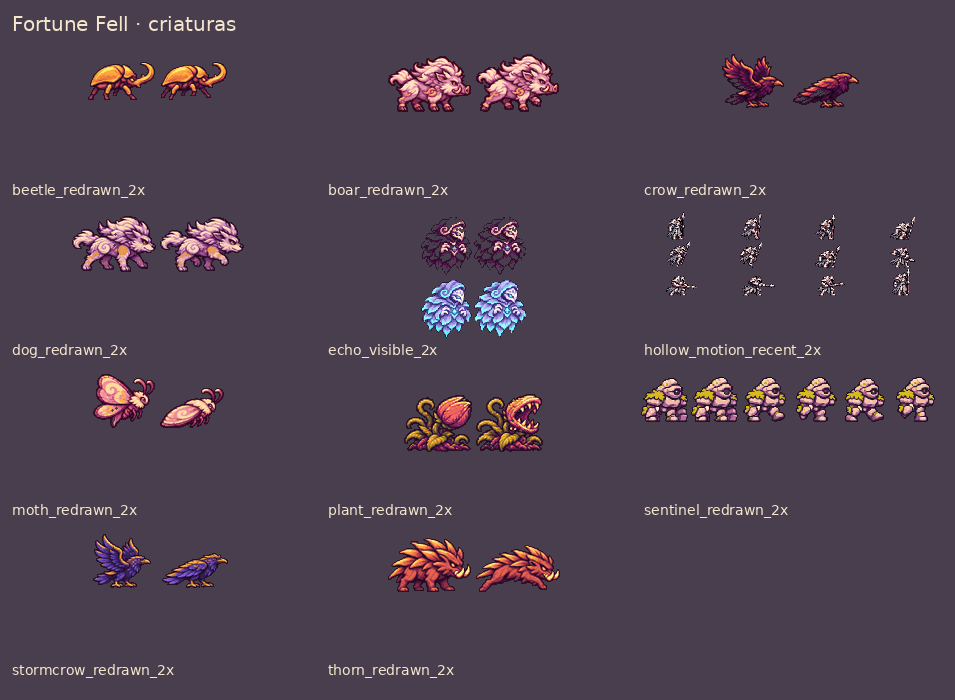 Fortune Fell · criaturas
beetle_redrawn_2x
boar_redrawn_2x
crow_redrawn_2x
dog_redrawn_2x
echo_visible_2x
hollow_motion_recent_2x
moth_redrawn_2x
plant_redrawn_2x
sentinel_redrawn_2x
stormcrow_redrawn_2x
thorn_redrawn_2x